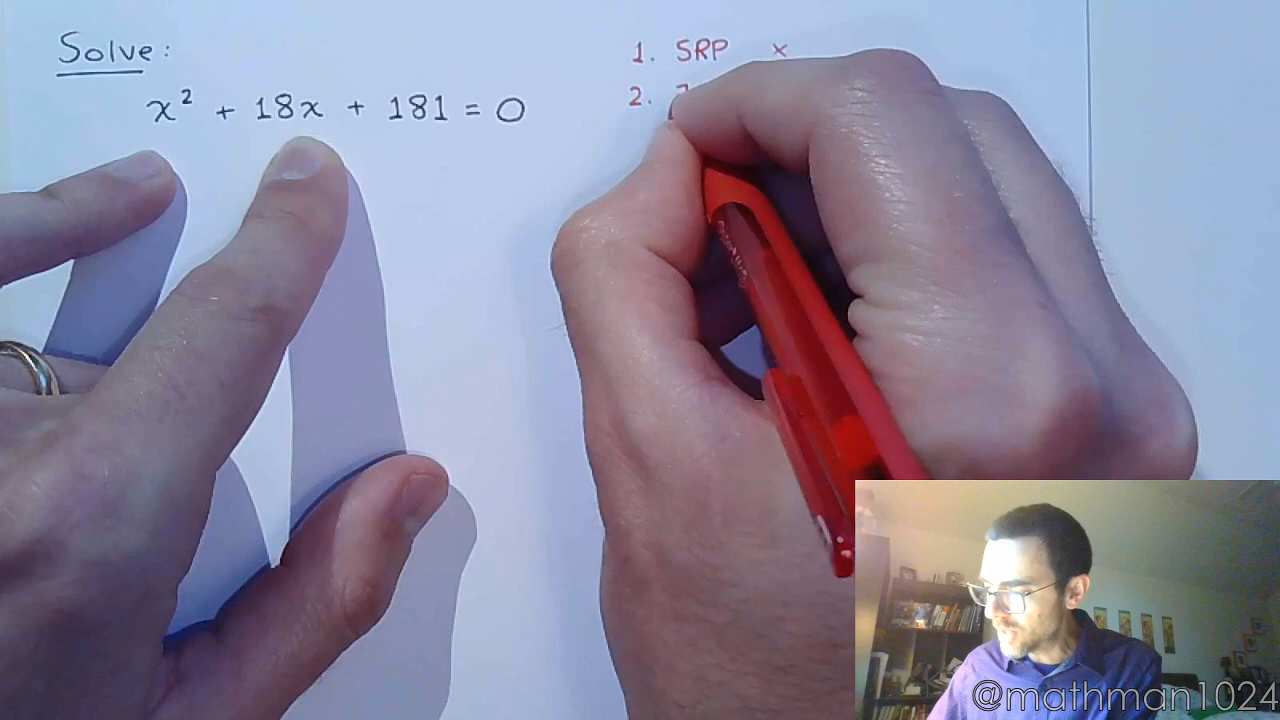 Solve:
x² + 18x + 181 = 0
1. SRP x
2.
@mathman1024